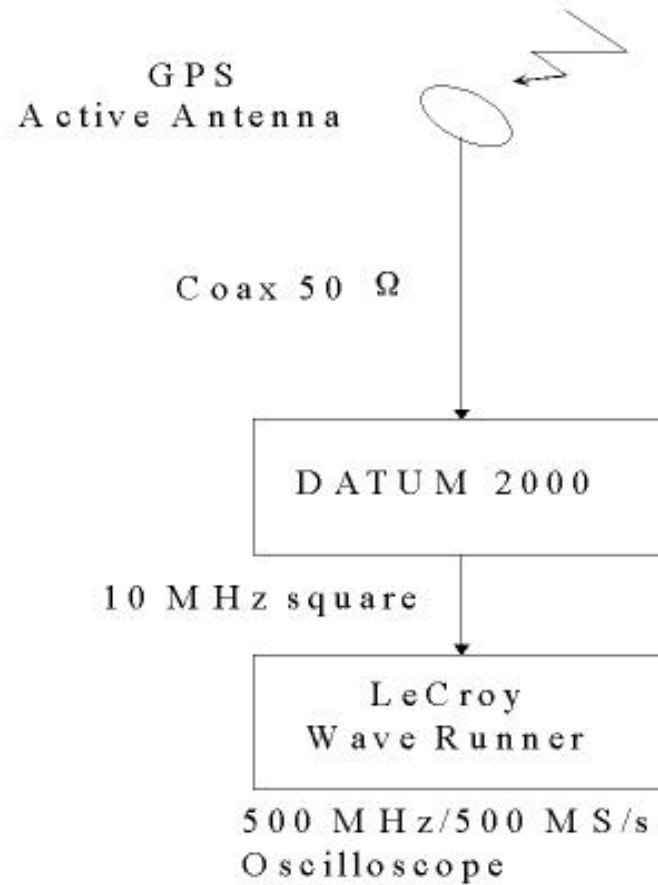 GPS
Active Antenna
Coax 50 Ω
DATUM 2000
10 MHz square
LeCroy
Wave Runner
500 MHz/500 MS/s
Oscilloscope